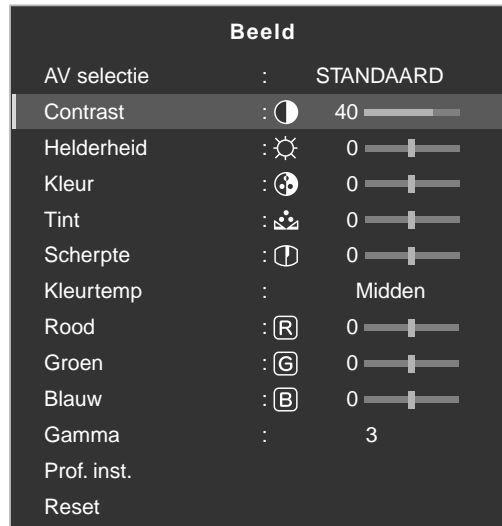 Beeld
AV selectie : STANDAARD
Contrast : 40
Helderheid : 0
Kleur : 0
Tint : 0
Scherpte : 0
Kleurtemp : Midden
Rood : R 0
Groen : G 0
Blauw : B 0
Gamma : 3
Prof. inst.
Reset